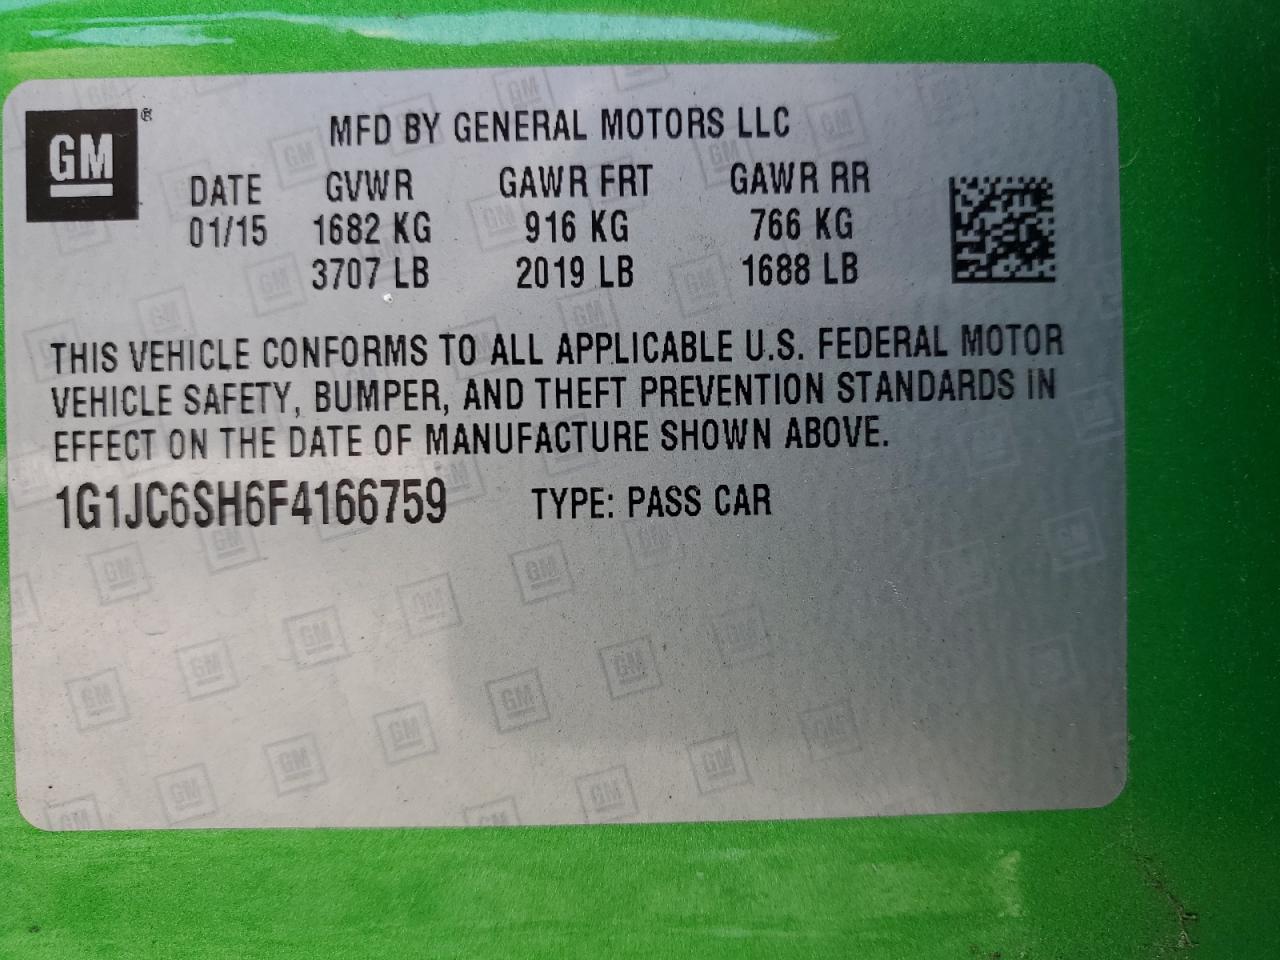 GM®
MFD BY GENERAL MOTORS LLC
DATE GVWR GAWR FRT GAWR RR
01/15 1682 KG 916 KG 766 KG
3707 LB 2019 LB 1688 LB
THIS VEHICLE CONFORMS TO ALL APPLICABLE U.S. FEDERAL MOTOR
VEHICLE SAFETY, BUMPER, AND THEFT PREVENTION STANDARDS IN
EFFECT ON THE DATE OF MANUFACTURE SHOWN ABOVE.
1G1JC6SH6F4166759 TYPE: PASS CAR